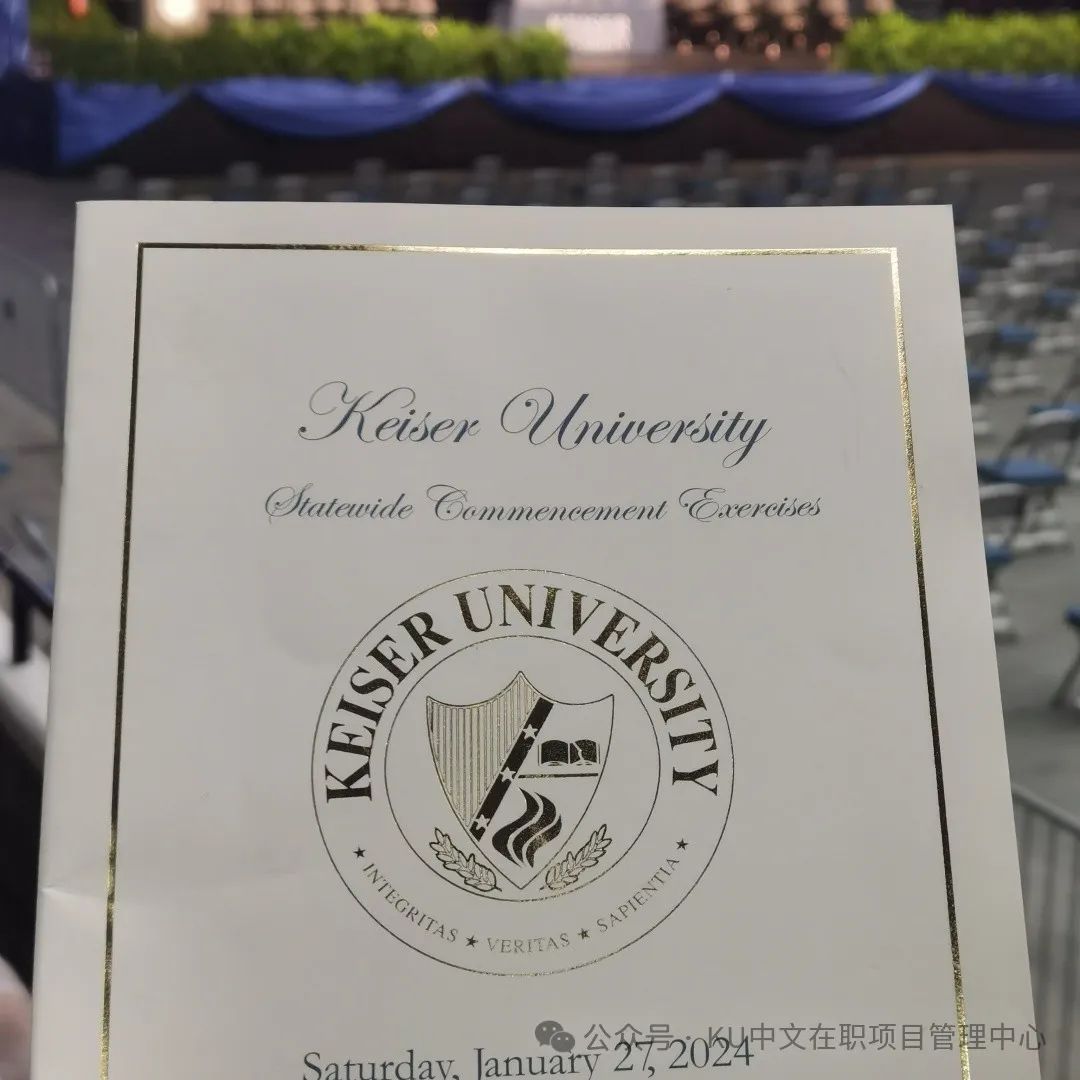 Keiser University
Statewide Commencement Exercises
KEISER UNIVERSITY
★ INTEGRITAS ★ VERITAS ★ SAPIENTIA ★
Saturday, January 27, 2024
公众号 · KU中文在职项目管理中心